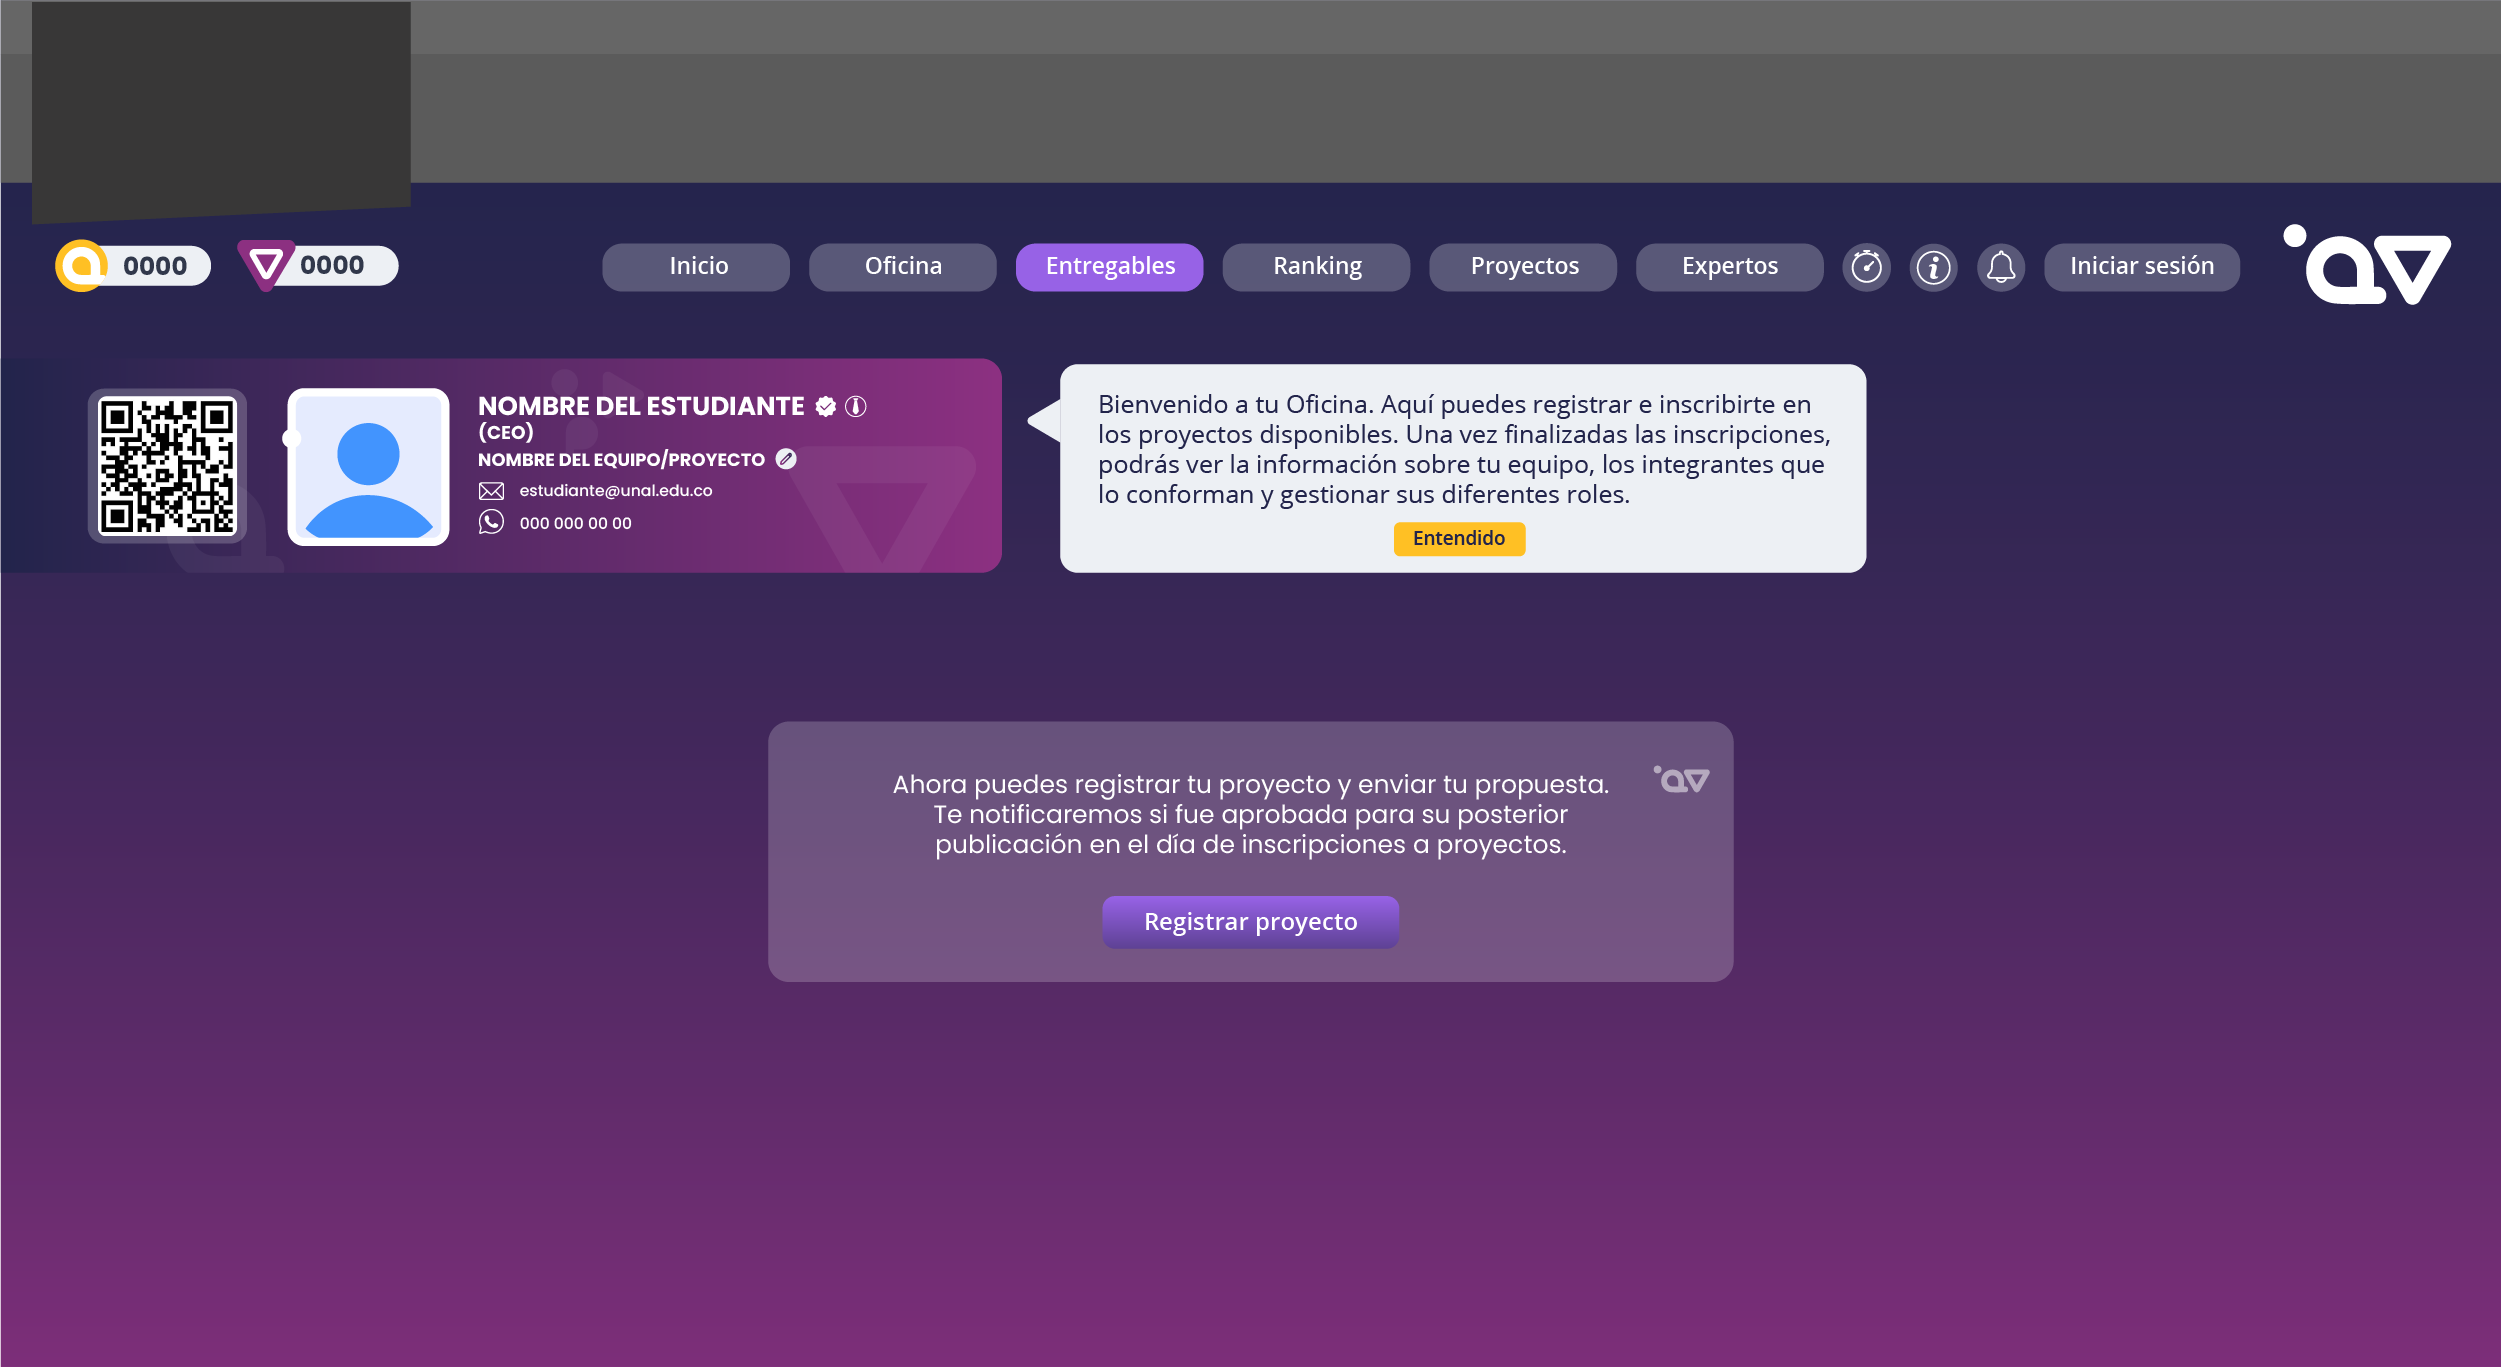 0000
0000
Inicio
Oficina
Entregables
Ranking
Proyectos
Expertos
Iniciar sesión
NOMBRE DEL ESTUDIANTE
(CEO)
NOMBRE DEL EQUIPO/PROYECTO
estudiante@unal.edu.co
000 000 00 00
Bienvenido a tu Oficina. Aquí puedes registrar e inscribirte en
los proyectos disponibles. Una vez finalizadas las inscripciones,
podrás ver la información sobre tu equipo, los integrantes que
lo conforman y gestionar sus diferentes roles.
Entendido
Ahora puedes registrar tu proyecto y enviar tu propuesta.
Te notificaremos si fue aprobada para su posterior
publicación en el día de inscripciones a proyectos.
Registrar proyecto